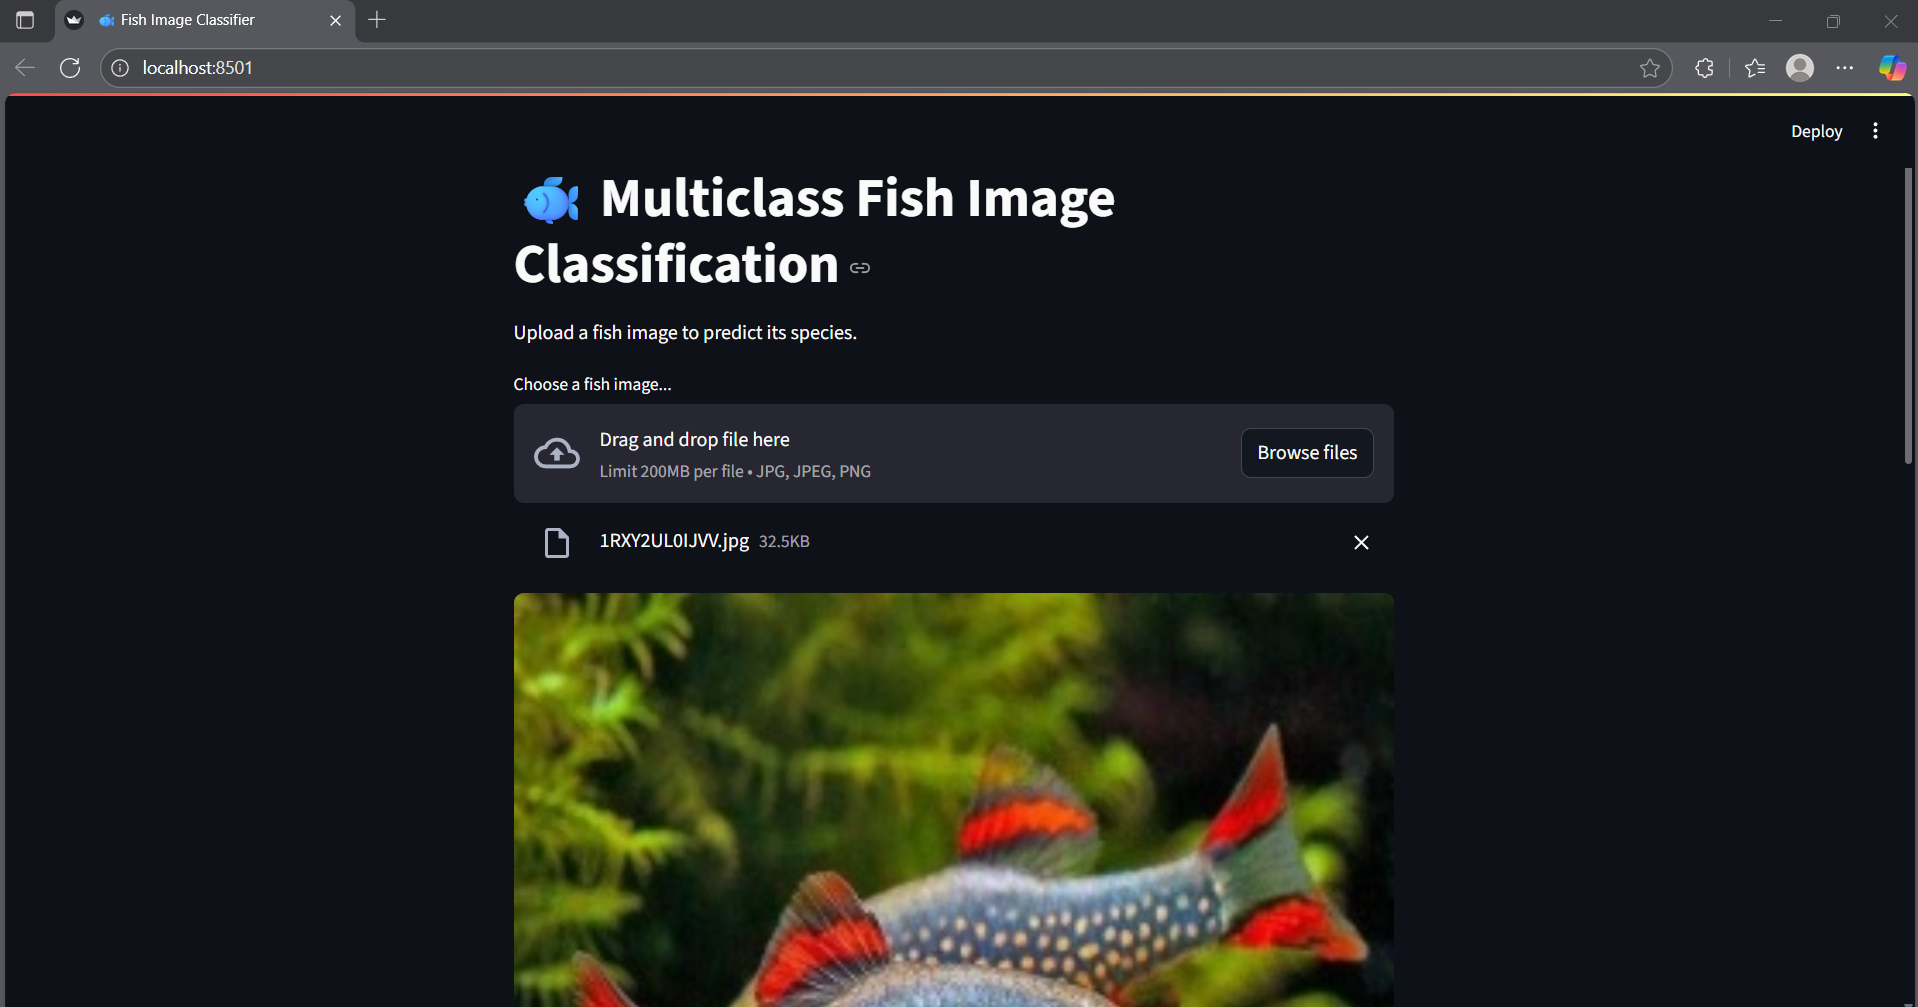 Fish Image Classifier
localhost:8501
Deploy
Multiclass Fish Image
Classification
Upload a fish image to predict its species.
Choose a fish image...
Drag and drop file here
Limit 200MB per file • JPG, JPEG, PNG
Browse files
1RXY2UL0IJVV.jpg 32.5KB